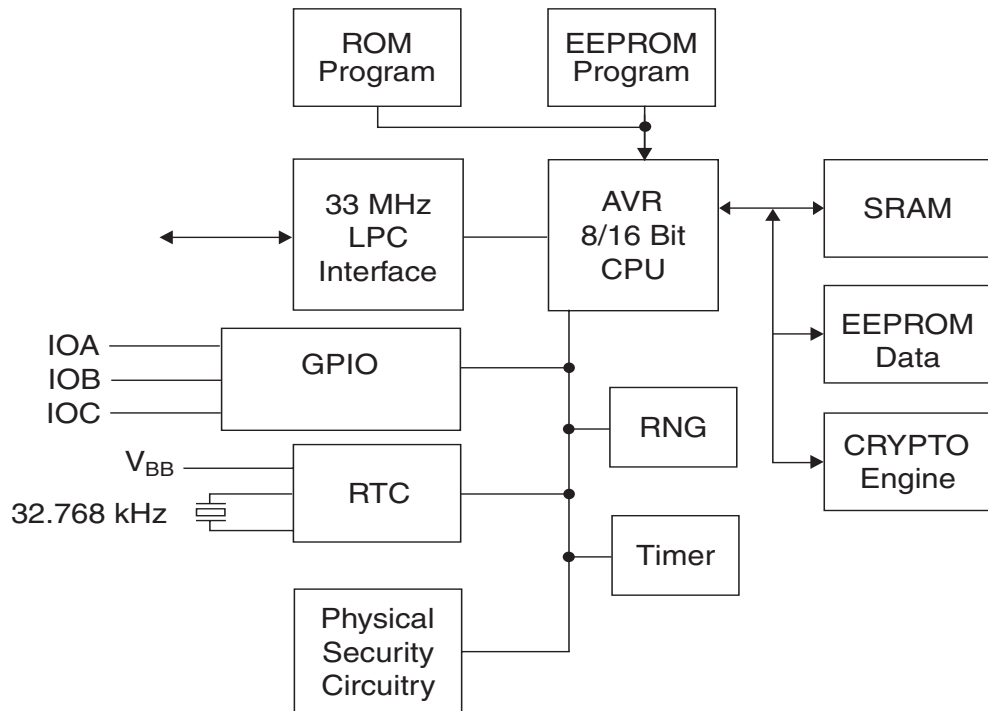 ROM
Program
EEPROM
Program
33 MHz
LPC
Interface
AVR
8/16 Bit
CPU
SRAM
EEPROM
Data
CRYPTO
Engine
IOA
IOB
IOC
GPIO
RNG
VBB
32.768 kHz
RTC
Timer
Physical
Security
Circuitry